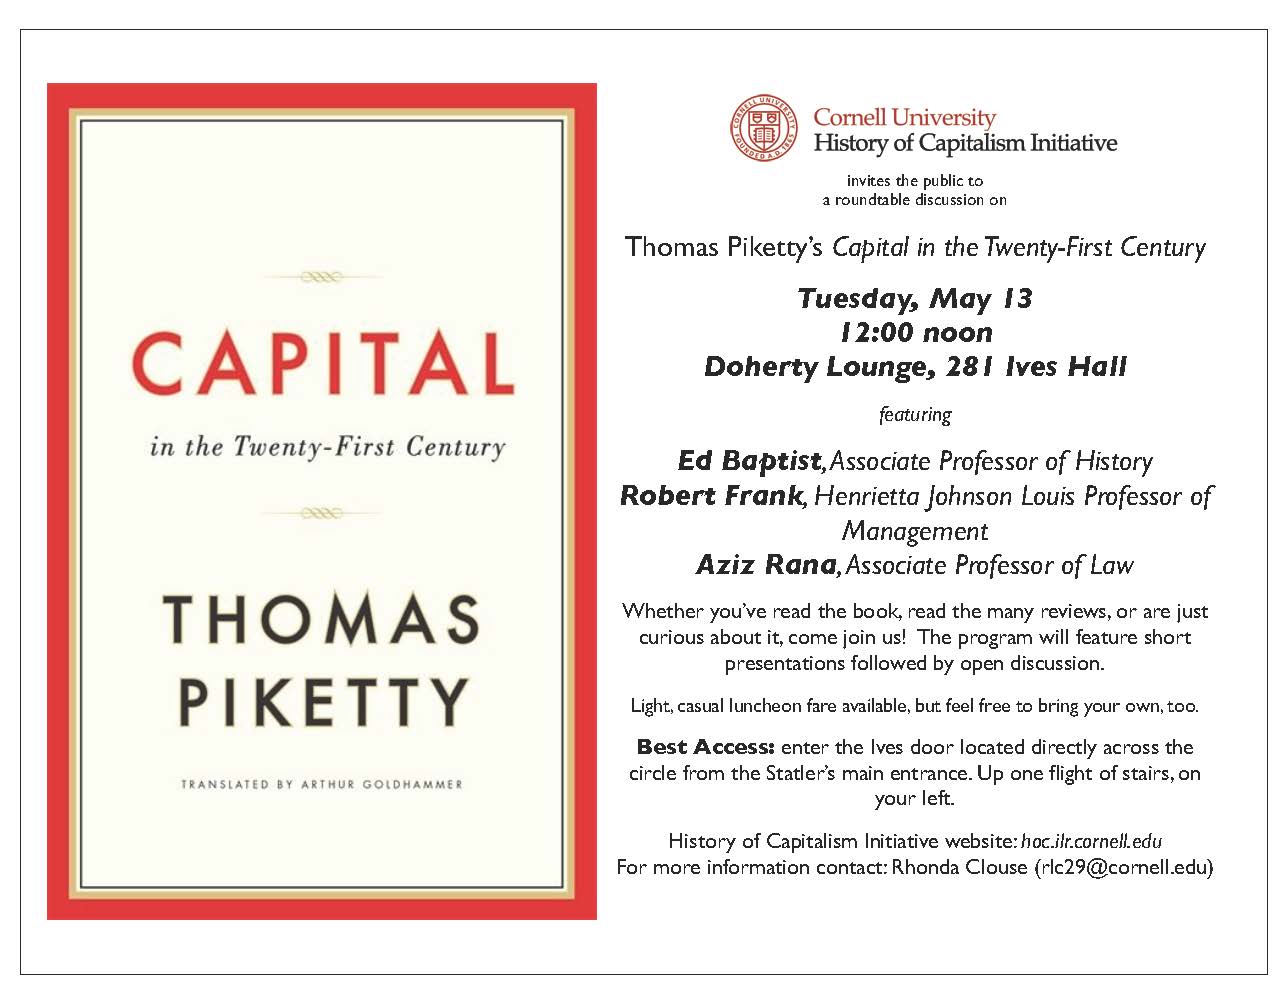 CAPITAL
in the Twenty-First Century
THOMAS
PIKETTY
TRANSLATED BY ARTHUR GOLDHAMMER
CORNELL UNIVERSITY
FOUNDED A.D. 1865
Cornell University
History of Capitalism Initiative
invites the public to
a roundtable discussion on
Thomas Piketty's Capital in the Twenty-First Century
Tuesday, May 13
12:00 noon
Doherty Lounge, 281 Ives Hall
featuring
Ed Baptist, Associate Professor of History
Robert Frank, Henrietta Johnson Louis Professor of
Management
Aziz Rana, Associate Professor of Law
Whether you've read the book, read the many reviews, or are just
curious about it, come join us!  The program will feature short
presentations followed by open discussion.
Light, casual luncheon fare available, but feel free to bring your own, too.
Best Access: enter the Ives door located directly across the
circle from the Statler's main entrance. Up one flight of stairs, on
your left.
History of Capitalism Initiative website: hoc.ilr.cornell.edu
For more information contact: Rhonda Clouse (rlc29@cornell.edu)